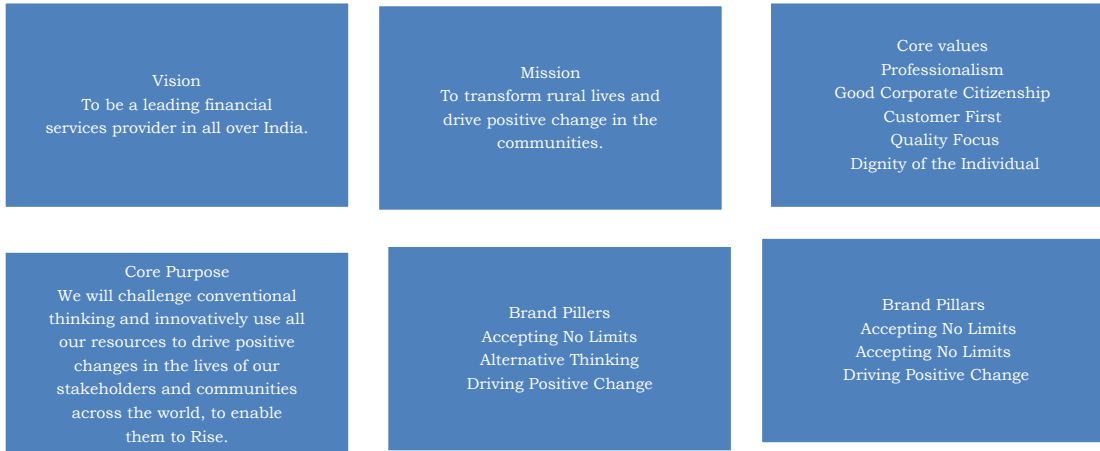 Vision
To be a leading financial
services provider in all over India.
Mission
To transform rural lives and
drive positive change in the
communities.
Core values
Professionalism
Good Corporate Citizenship
Customer First
Quality Focus
Dignity of the Individual
Core Purpose
We will challenge conventional
thinking and innovatively use all
our resources to drive positive
changes in the lives of our
stakeholders and communities
across the world, to enable
them to Rise.
Brand Pillers
Accepting No Limits
Alternative Thinking
Driving Positive Change
Brand Pillars
Accepting No Limits
Accepting No Limits
Driving Positive Change